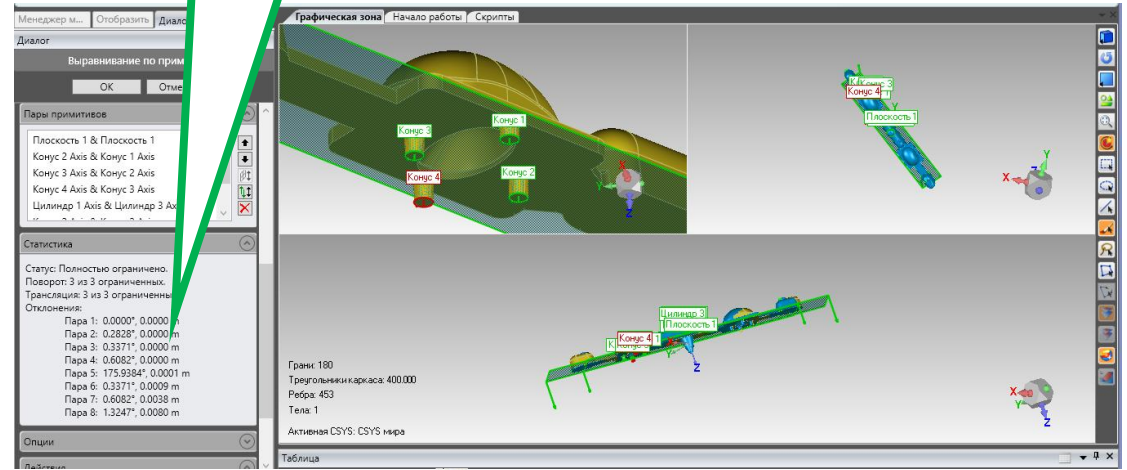 Менеджер м... Отобразить Диало
Графическая зона Начало работы Скрипты
Диалог
Выравнивание по прим
OK Отме
Пары примитивов
Плоскость 1 & Плоскость 1
Конус 2 Axis & Конус 1 Axis
Конус 3 Axis & Конус 2 Axis
Конус 4 Axis & Конус 3 Axis
Цилиндр 1 Axis & Цилиндр 3 Ax
Статистика
Статус: Полностью ограничено.
Поворот: 3 из 3 ограниченных.
Трансляция: 3 из 3 ограниченны
Отклонения:
Пара 1: 0.0000°, 0.0000 m
Пара 2: 0.2828°, 0.0000 m
Пара 3: 0.3371°, 0.0000 m
Пара 4: 0.6082°, 0.0000 m
Пара 5: 175.9384°, 0.0001 m
Пара 6: 0.3371°, 0.0009 m
Пара 7: 0.6082°, 0.0038 m
Пара 8: 1.3247°, 0.0080 m
Опции
Действия
Конус 3
Конус 1
Конус 4
Конус 2
X
Y
Z
Конус 3
Конус 4
Y
Плоскость 1
X
Y
Z
Цилиндр 3
Плоскость 1
Конус 4 1
Y
Z
Грани: 180
Треугольники каркаса: 400.000
Ребра: 453
Тела: 1
Активная CSYS: CSYS мира
X
Y
Z
Таблица